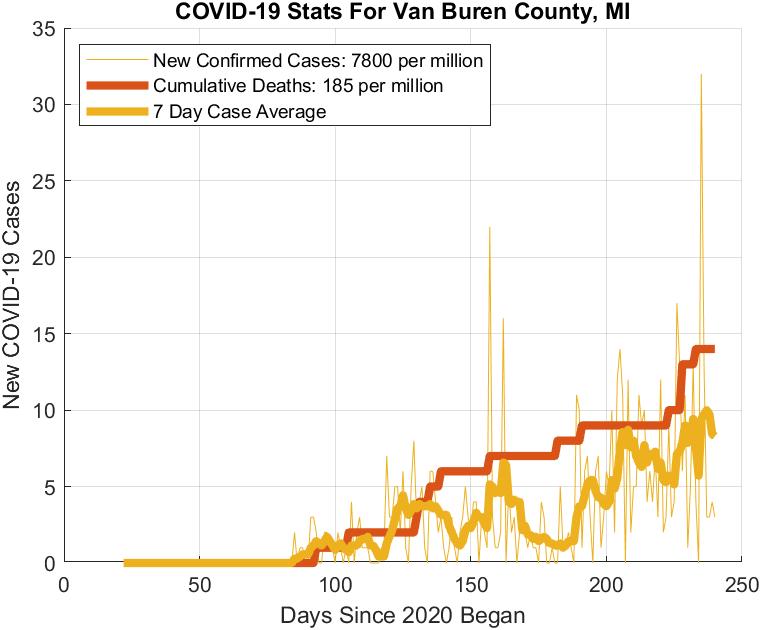 COVID-19 Stats For Van Buren County, MI
New Confirmed Cases: 7800 per million
Cumulative Deaths: 185 per million
7 Day Case Average
New COVID-19 Cases
35
30
25
20
15
10
5
0
0 50 100 150 200 250
Days Since 2020 Began